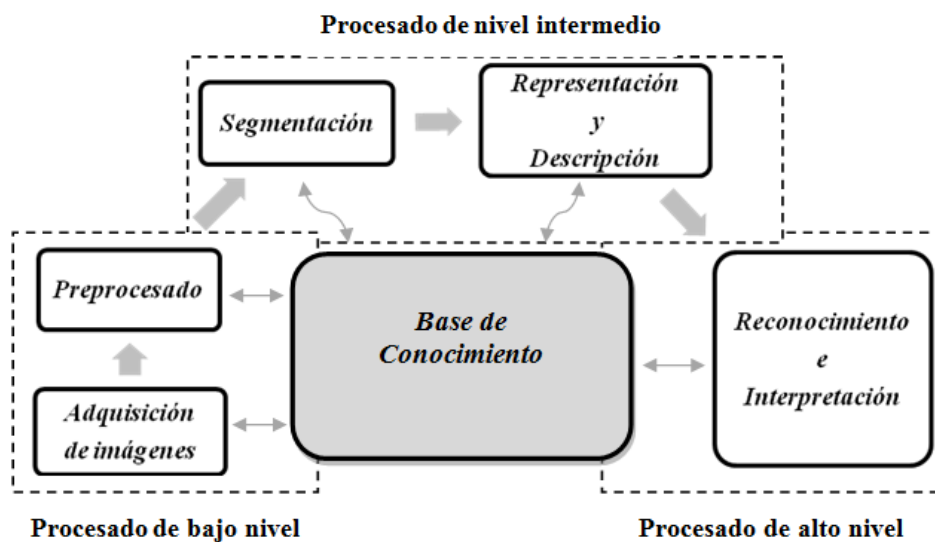 Procesado de nivel intermedio
Segmentación
Representación
y
Descripción
Preprocesado
Base de
Conocimiento
Reconocimiento
e
Interpretación
Adquisición
de imágenes
Procesado de bajo nivel
Procesado de alto nivel